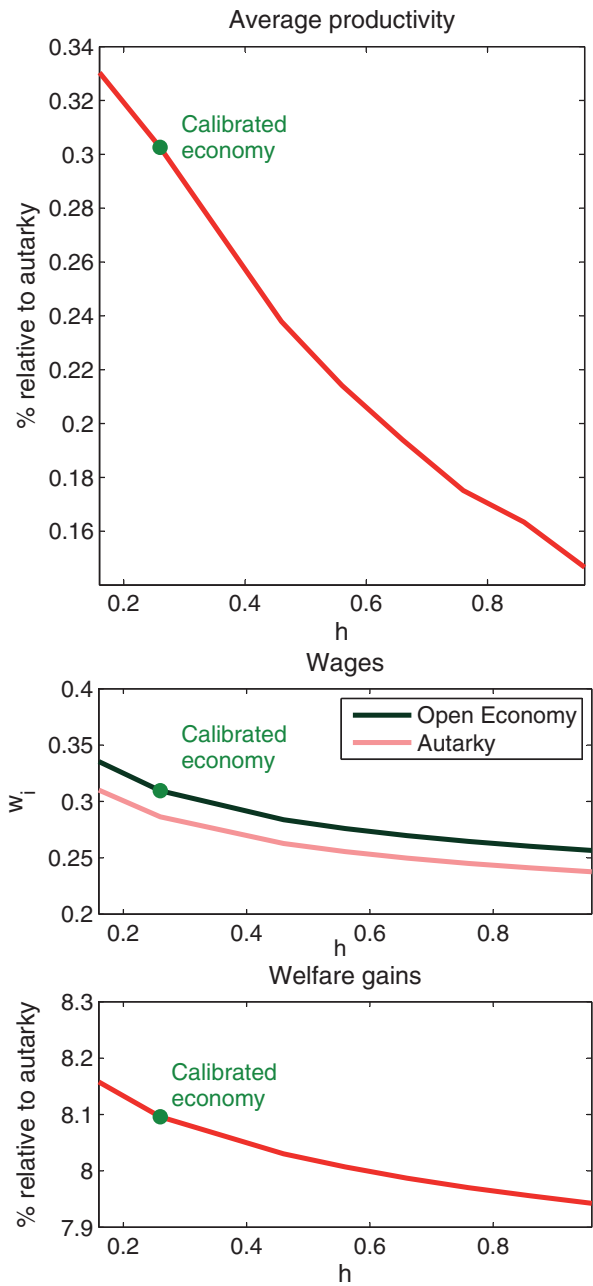 Average productivity
0.34
0.32
0.3
0.28
0.26
0.24
0.22
0.2
0.18
0.16
% relative to autarky
Calibrated
economy
0.2 0.4 0.6 0.8
h
Wages
0.4
0.35
0.3
0.25
0.2
w_i
Calibrated
economy
Open Economy
Autarky
0.2 0.4 0.6 0.8
h
Welfare gains
8.3
8.2
8.1
8
7.9
% relative to autarky
Calibrated
economy
0.2 0.4 0.6 0.8
h